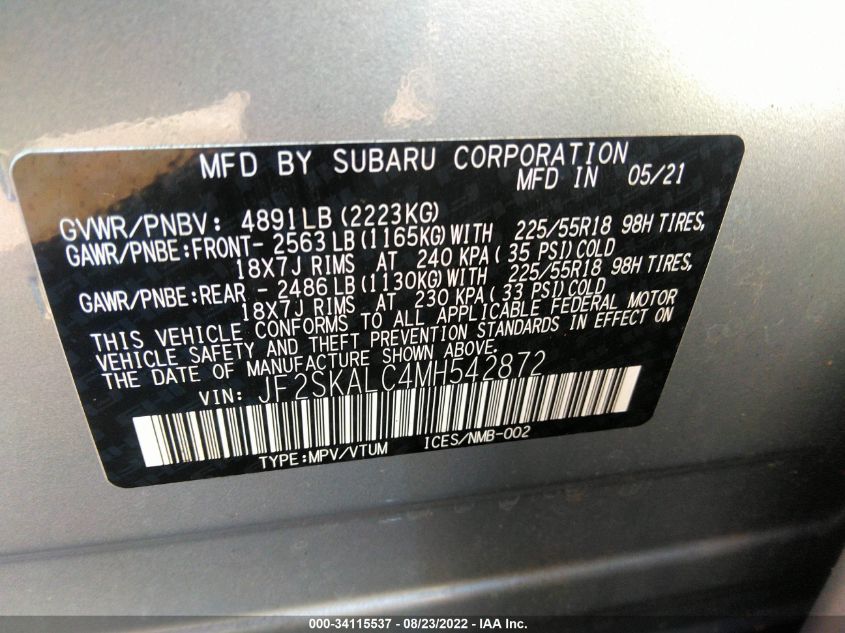 MFD BY SUBARU CORPORATION
MFD IN 05/21
GVWR/PNBV: 4891LB (2223KG)
GAWR/PNBE:FRONT- 2563 LB (1165KG) WITH 225/55R18 98H TIRES,
18X7J RIMS AT 240 KPA ( 35 PSI) COLD
GAWR/PNBE:REAR - 2486 LB (1130KG) WITH 225/55R18 98H TIRES,
18X7J RIMS AT 230 KPA ( 33 PSI) COLD
THIS VEHICLE CONFORMS TO ALL APPLICABLE FEDERAL MOTOR
VEHICLE SAFETY AND THEFT PREVENTION STANDARDS IN EFFECT ON
THE DATE OF MANUFACTURE SHOWN ABOVE.
VIN: JF2SKALC4MH542872
TYPE:MPV/VTUM ICES/NMB-002
000-34115537 - 08/23/2022 - IAA Inc.